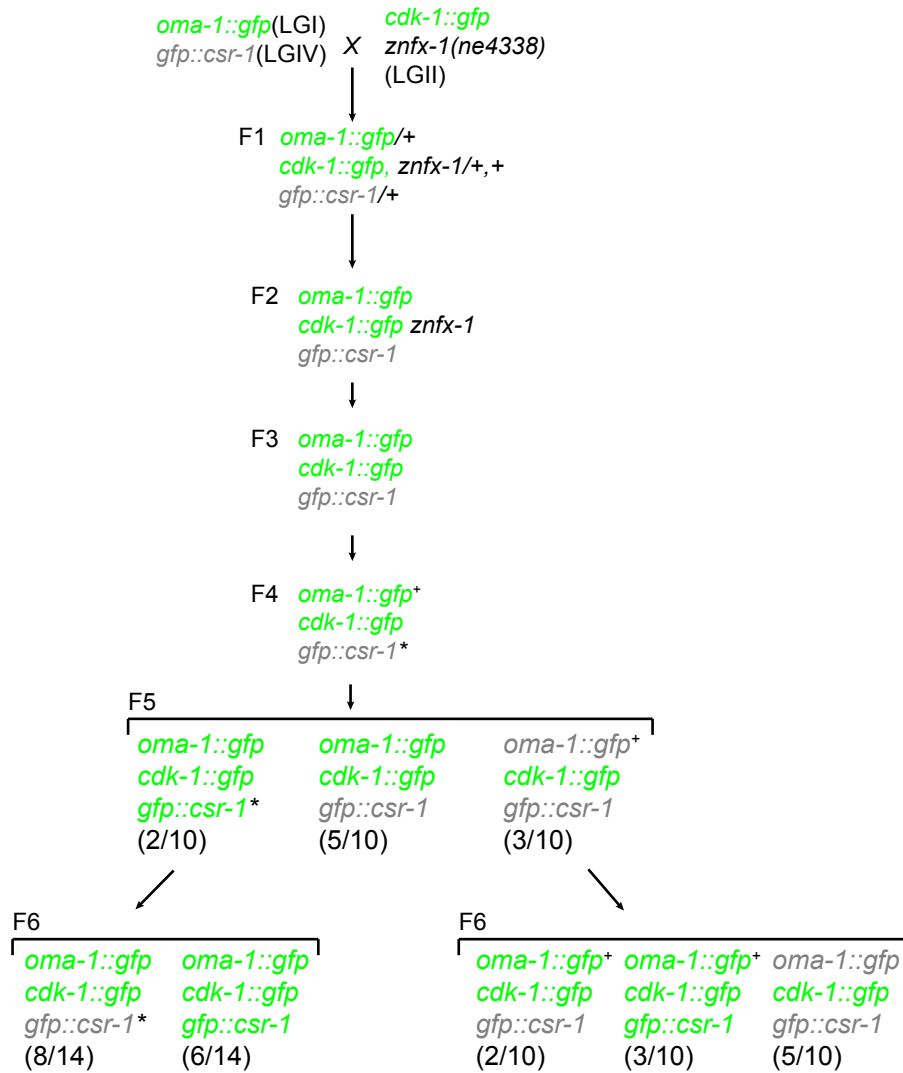 oma-1::gfp(LGI)
gfp::csr-1(LGIV)
X
cdk-1::gfp
znfx-1(ne4338)
(LGII)
F1 oma-1::gfp/+
cdk-1::gfp, znfx-1/+,+
gfp::csr-1/+
F2 oma-1::gfp
cdk-1::gfp znfx-1
gfp::csr-1
F3 oma-1::gfp
cdk-1::gfp
gfp::csr-1
F4 oma-1::gfp+
cdk-1::gfp
gfp::csr-1*
F5
oma-1::gfp oma-1::gfp oma-1::gfp+
cdk-1::gfp cdk-1::gfp cdk-1::gfp
gfp::csr-1* gfp::csr-1 gfp::csr-1
(2/10) (5/10) (3/10)
F6
oma-1::gfp oma-1::gfp
cdk-1::gfp cdk-1::gfp
gfp::csr-1* gfp::csr-1
(8/14) (6/14)
F6
oma-1::gfp+ oma-1::gfp+ oma-1::gfp
cdk-1::gfp cdk-1::gfp cdk-1::gfp
gfp::csr-1 gfp::csr-1 gfp::csr-1
(2/10) (3/10) (5/10)